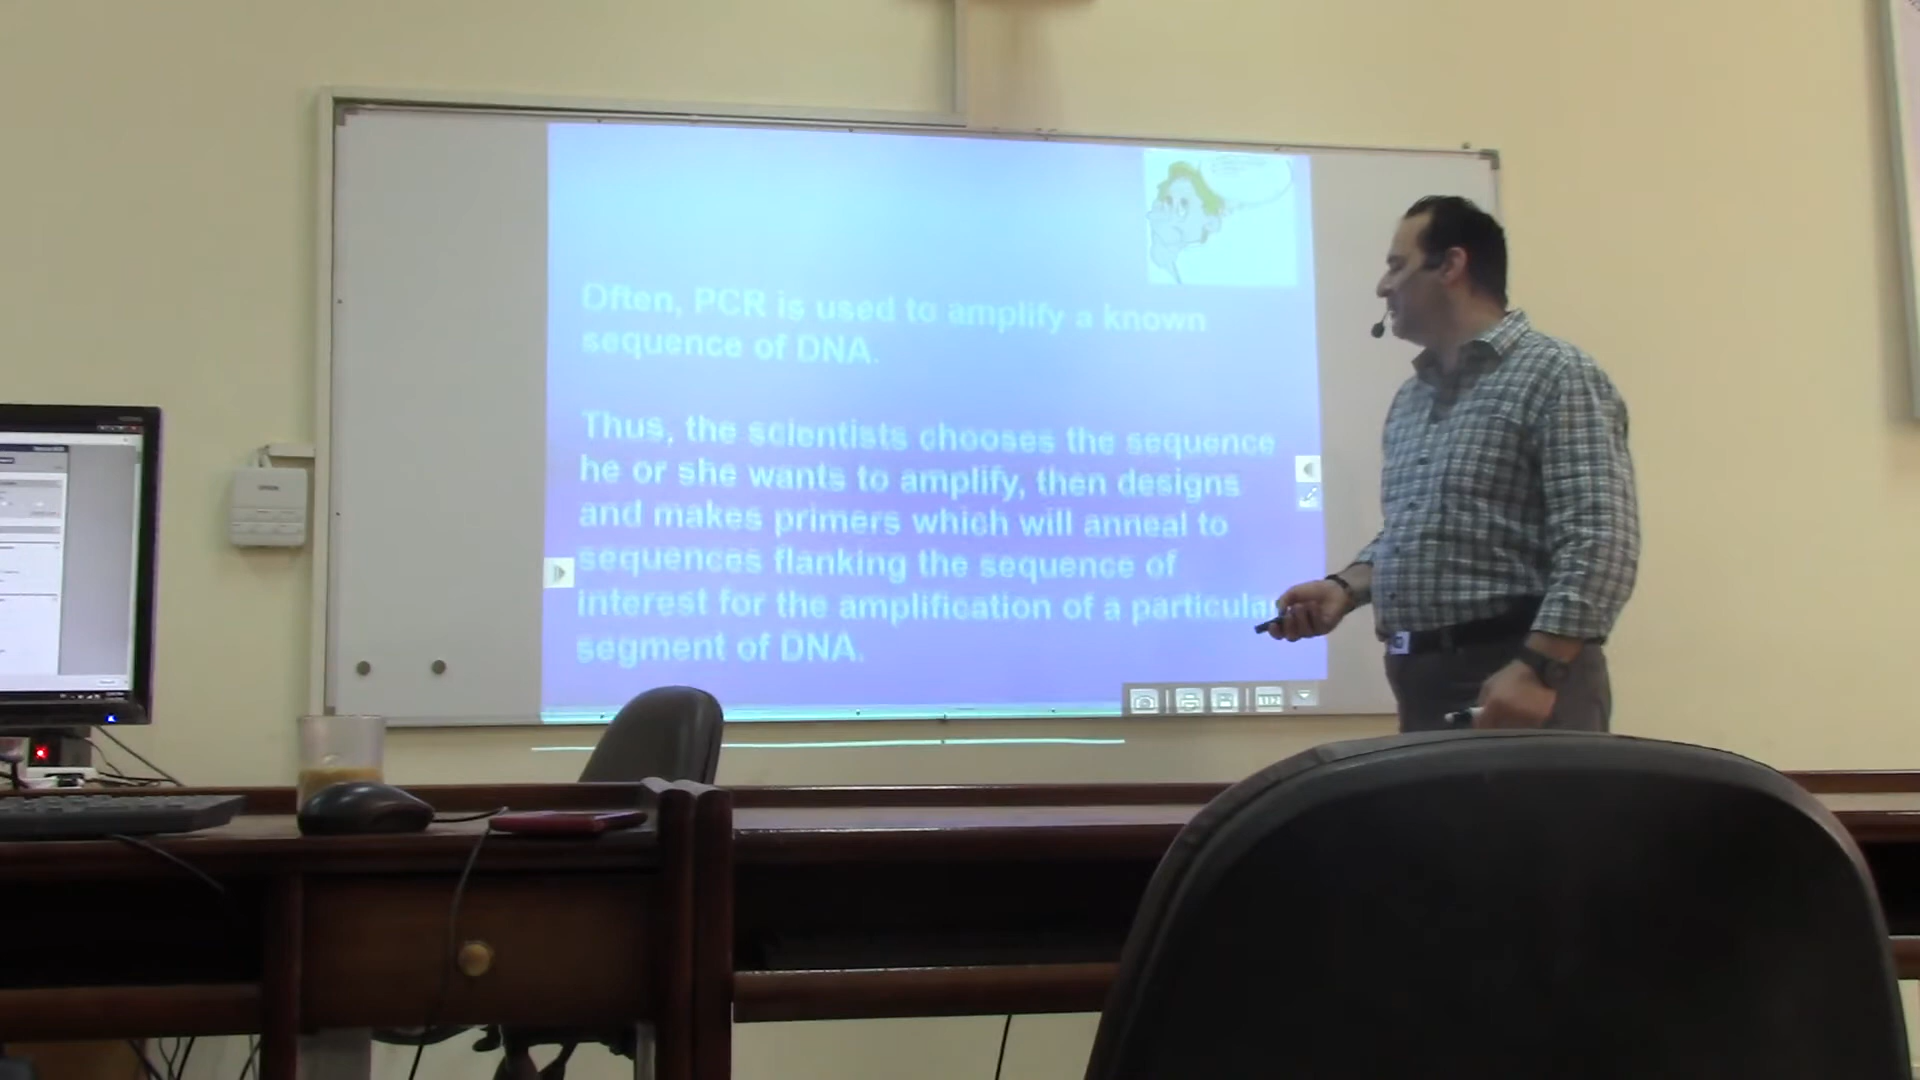 Often, PCR is used to amplify a known
sequence of DNA.
Thus, the scientists chooses the sequence
he or she wants to amplify, then designs
and makes primers which will anneal to
sequences flanking the sequence of
interest for the amplification of a particular
segment of DNA.